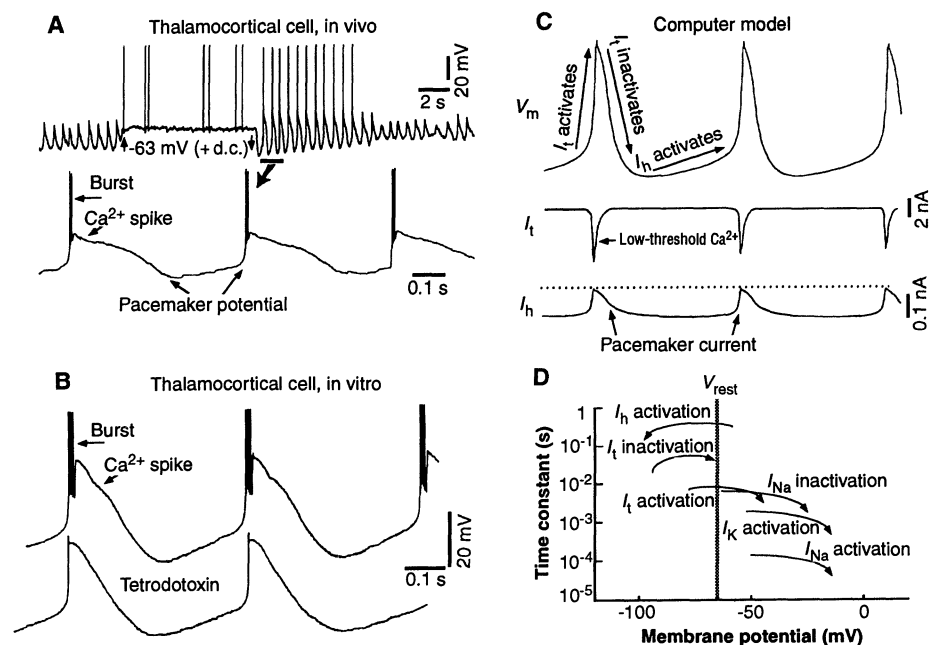 A
Thalamocortical cell, in vivo
20 mV
2 s
-63 mV (+d.c.)
Burst
Ca2+ spike
0.1 s
Pacemaker potential
B
Thalamocortical cell, in vitro
Burst
Ca2+ spike
20 mV
0.1 s
Tetrodotoxin
C
Computer model
Vm
It activates
It inactivates
Ih activates
It
2 nA
Low-threshold Ca2+
Ih
0.1 nA
Pacemaker current
D
Vrest
Time constant (s)
1
10-1
10-2
10-3
10-4
10-5
Ih activation
It inactivation
It activation
INa inactivation
IK activation
INa activation
-100
-50
0
Membrane potential (mV)